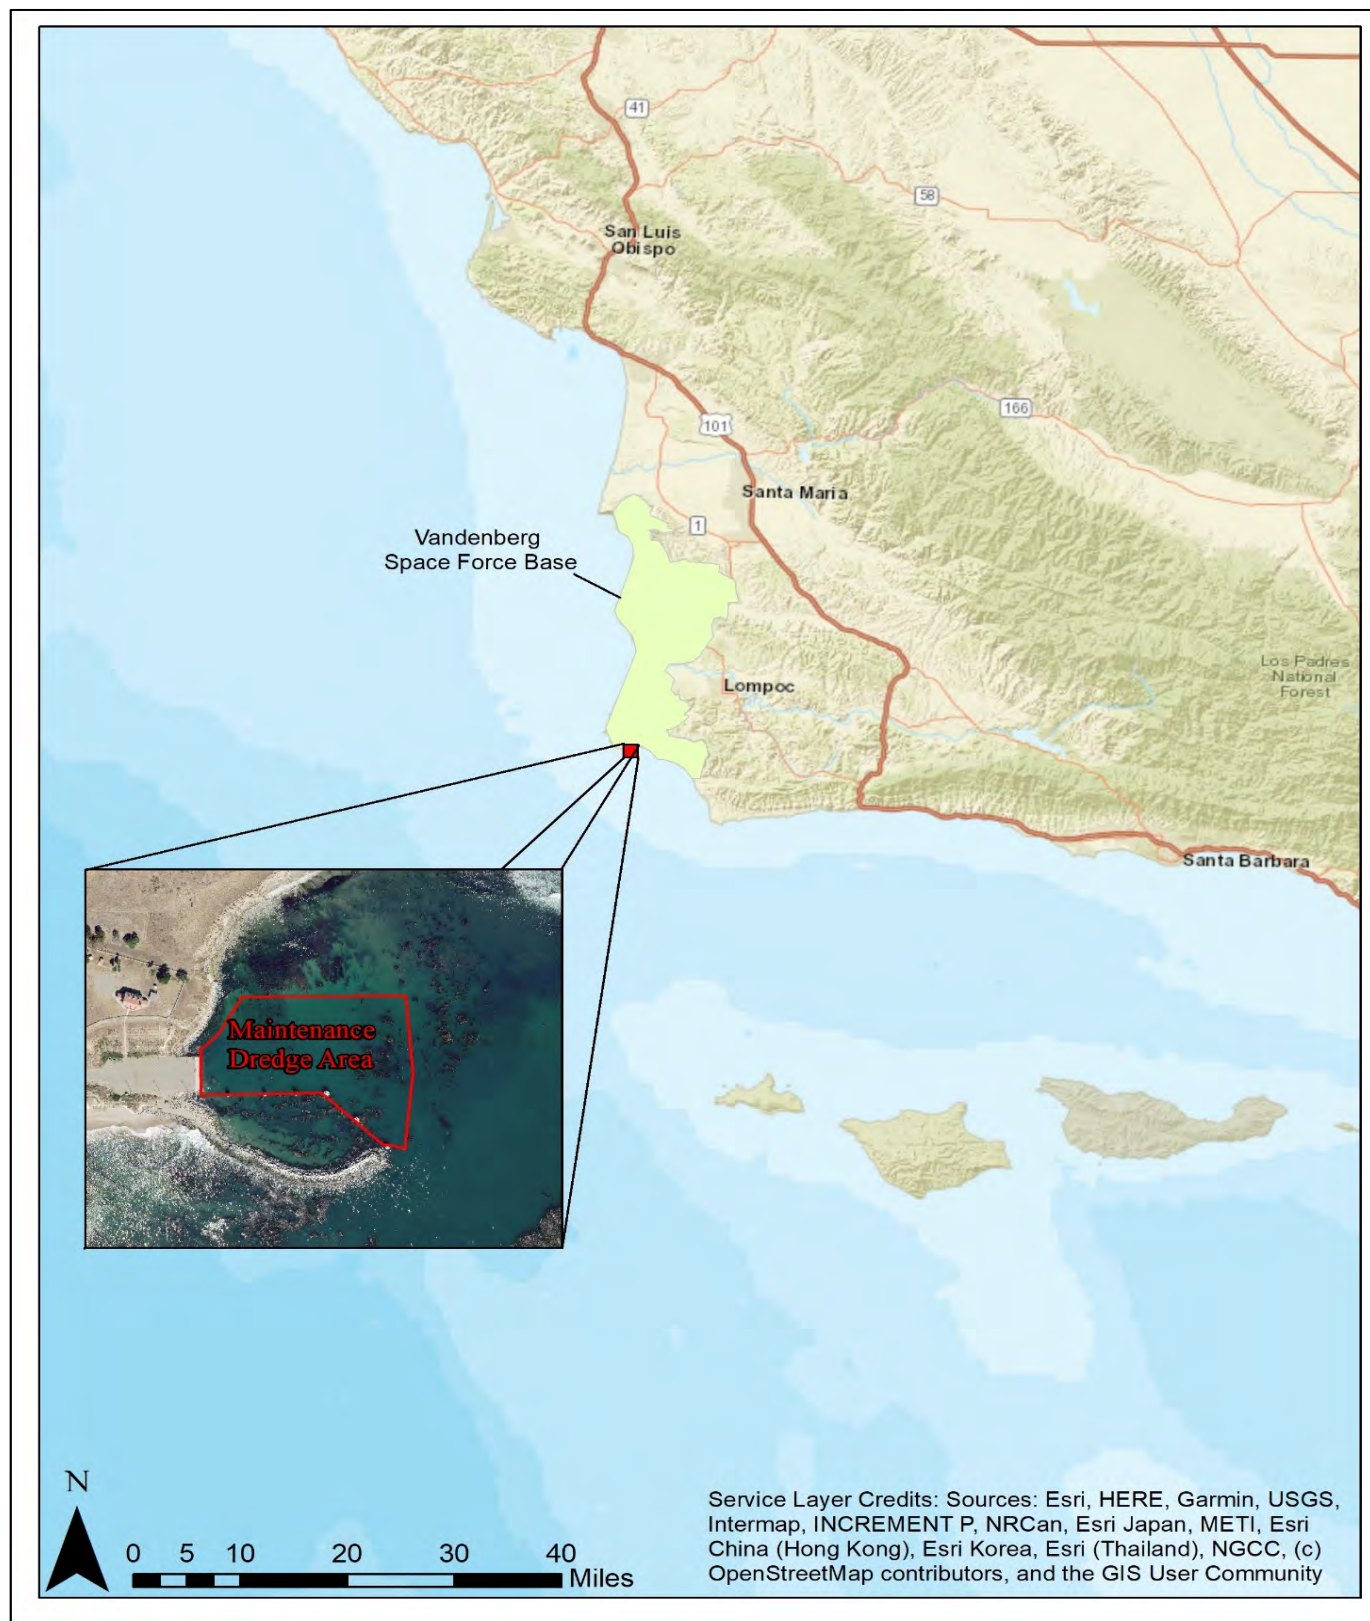 41
58
San Luis
Obispo
166
101
Santa Maria
1
Vandenberg
Space Force Base
Los Padres
National
Forest
Lompoc
Santa Barbara
Maintenance
Dredge Area
N
0 5 10 20 30 40
Miles
Service Layer Credits: Sources: Esri, HERE, Garmin, USGS,
Intermap, INCREMENT P, NRCan, Esri Japan, METI, Esri
China (Hong Kong), Esri Korea, Esri (Thailand), NGCC, (c)
OpenStreetMap contributors, and the GIS User Community